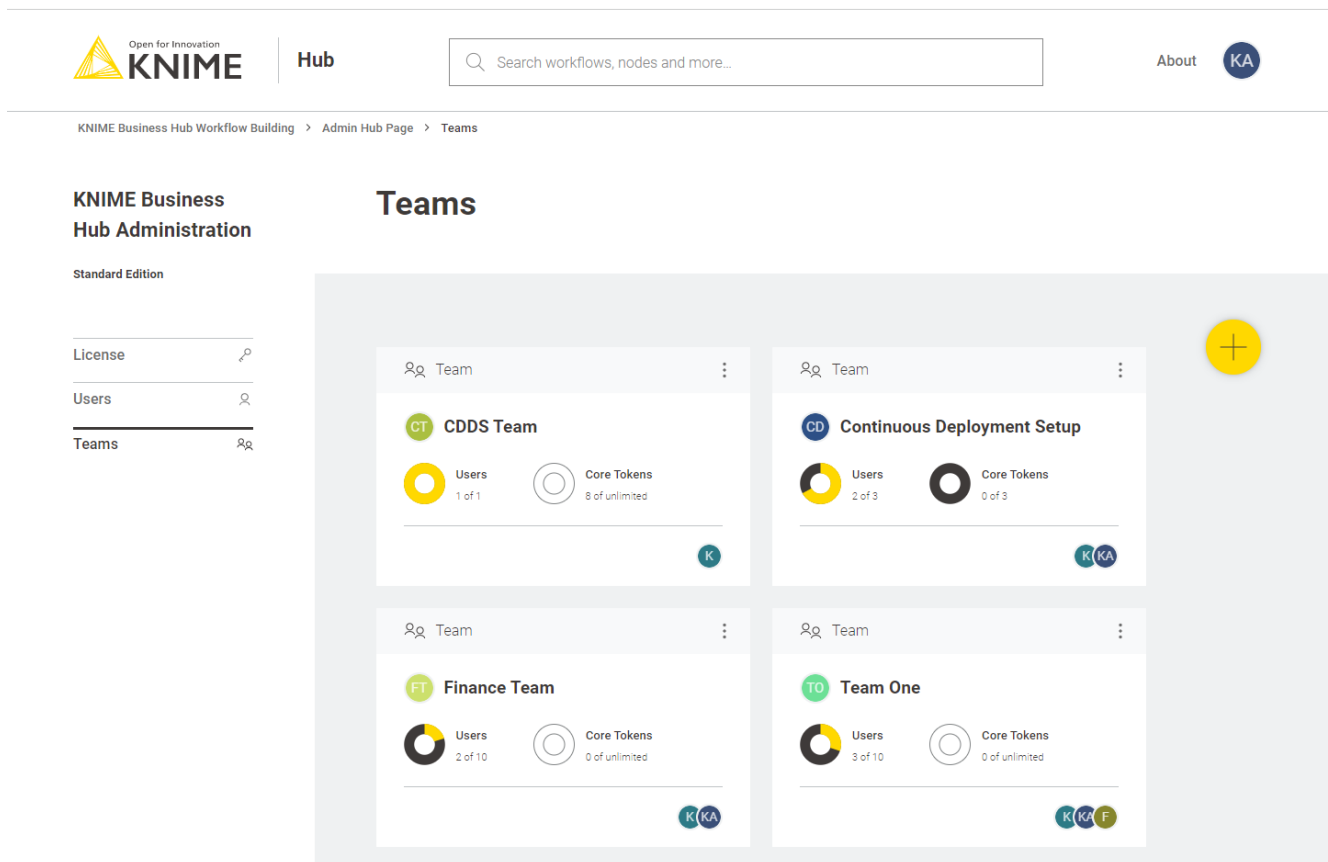 Open for Innovation
KNIME
Hub
Search workflows, nodes and more...
About
KA
KNIME Business Hub Workflow Building > Admin Hub Page > Teams
KNIME Business
Hub Administration
Standard Edition
License
Users
Teams
Teams
Team
CT CDDS Team
Users
1 of 1
Core Tokens
8 of unlimited
K
Team
CD Continuous Deployment Setup
Users
2 of 3
Core Tokens
0 of 3
K KA
Team
FT Finance Team
Users
2 of 10
Core Tokens
0 of unlimited
K KA
Team
TO Team One
Users
3 of 10
Core Tokens
0 of unlimited
K KA F